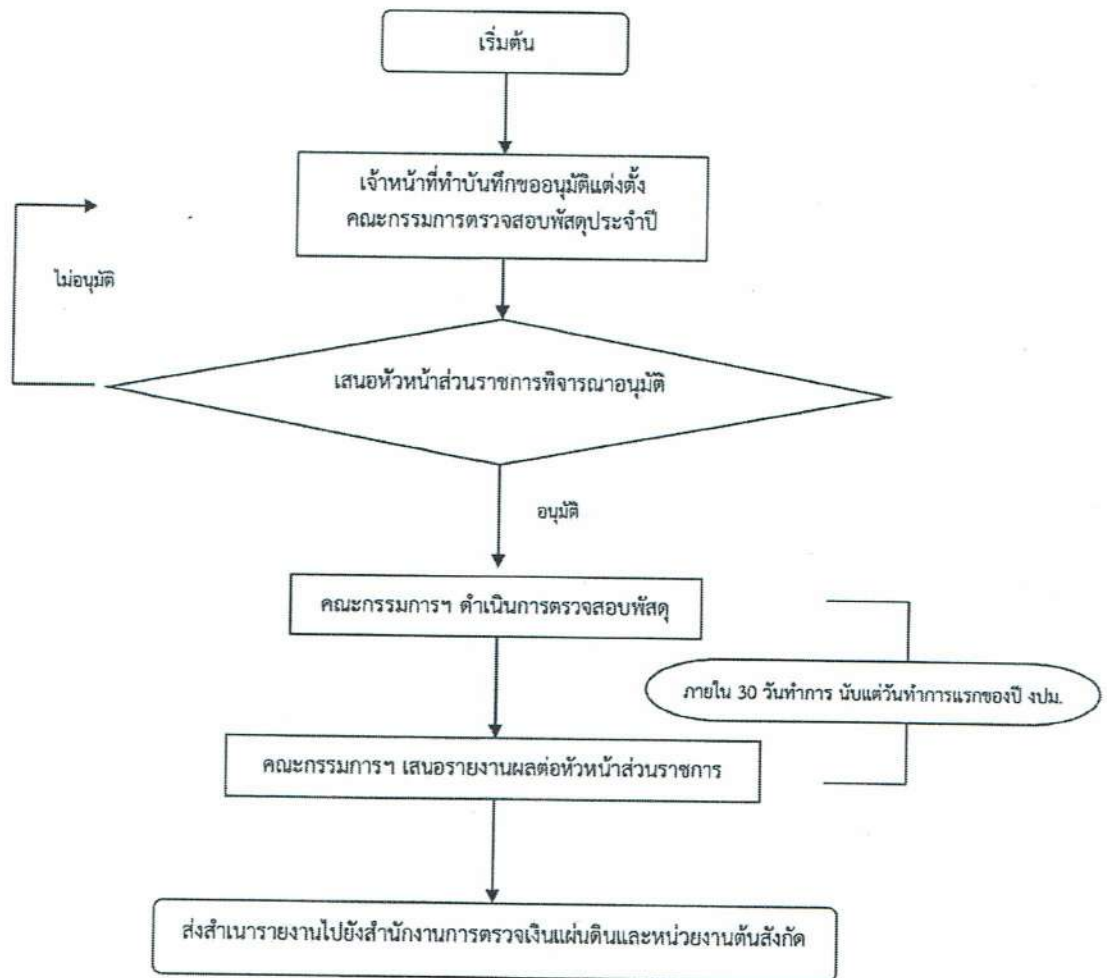 เริ่มต้น
เจ้าหน้าที่ทำบันทึกขออนุมัติแต่งตั้ง
คณะกรรมการตรวจสอบพัสดุประจำปี
ไม่อนุมัติ
เสนอหัวหน้าส่วนราชการพิจารณาอนุมัติ
อนุมัติ
คณะกรรมการฯ ดำเนินการตรวจสอบพัสดุ
ภายใน 30 วันทำการ นับแต่วันทำการแรกของปี งปม.
คณะกรรมการฯ เสนอรายงานผลต่อหัวหน้าส่วนราชการ
ส่งสำเนารายงานไปยังสำนักงานการตรวจเงินแผ่นดินและหน่วยงานต้นสังกัด